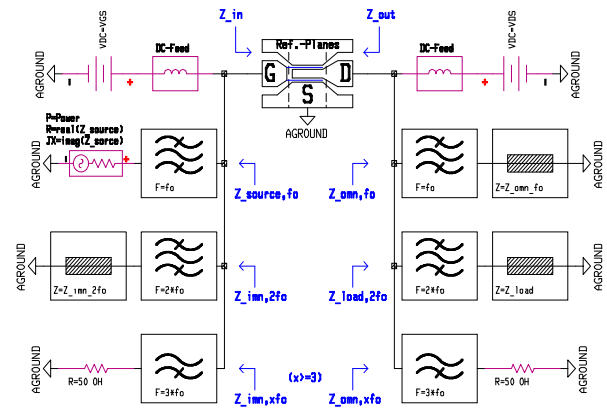 VDC=VGS
Z_in
Z_out
VDC=VDS
DC-Feed
Ref.-Planes
DC-Feed
AGROUND
- +
G
D
S
+ -
AGROUND
AGROUND
P=Power
R=real(Z_source)
JX=imag(Z_sorce)
- +
AGROUND
F=fo
Z_source,fo
Z_omn,fo
F=fo
Z=Z_omn_fo
AGROUND
AGROUND
Z=Z_imn_2fo
F=2*fo
Z_imn,2fo
Z_load,2fo
F=2*fo
Z=Z_load
AGROUND
AGROUND
R=50 OH
F=3*fo
Z_imn,xfo
(x>=3)
Z_omn,xfo
F=3*fo
R=50 OH
AGROUND